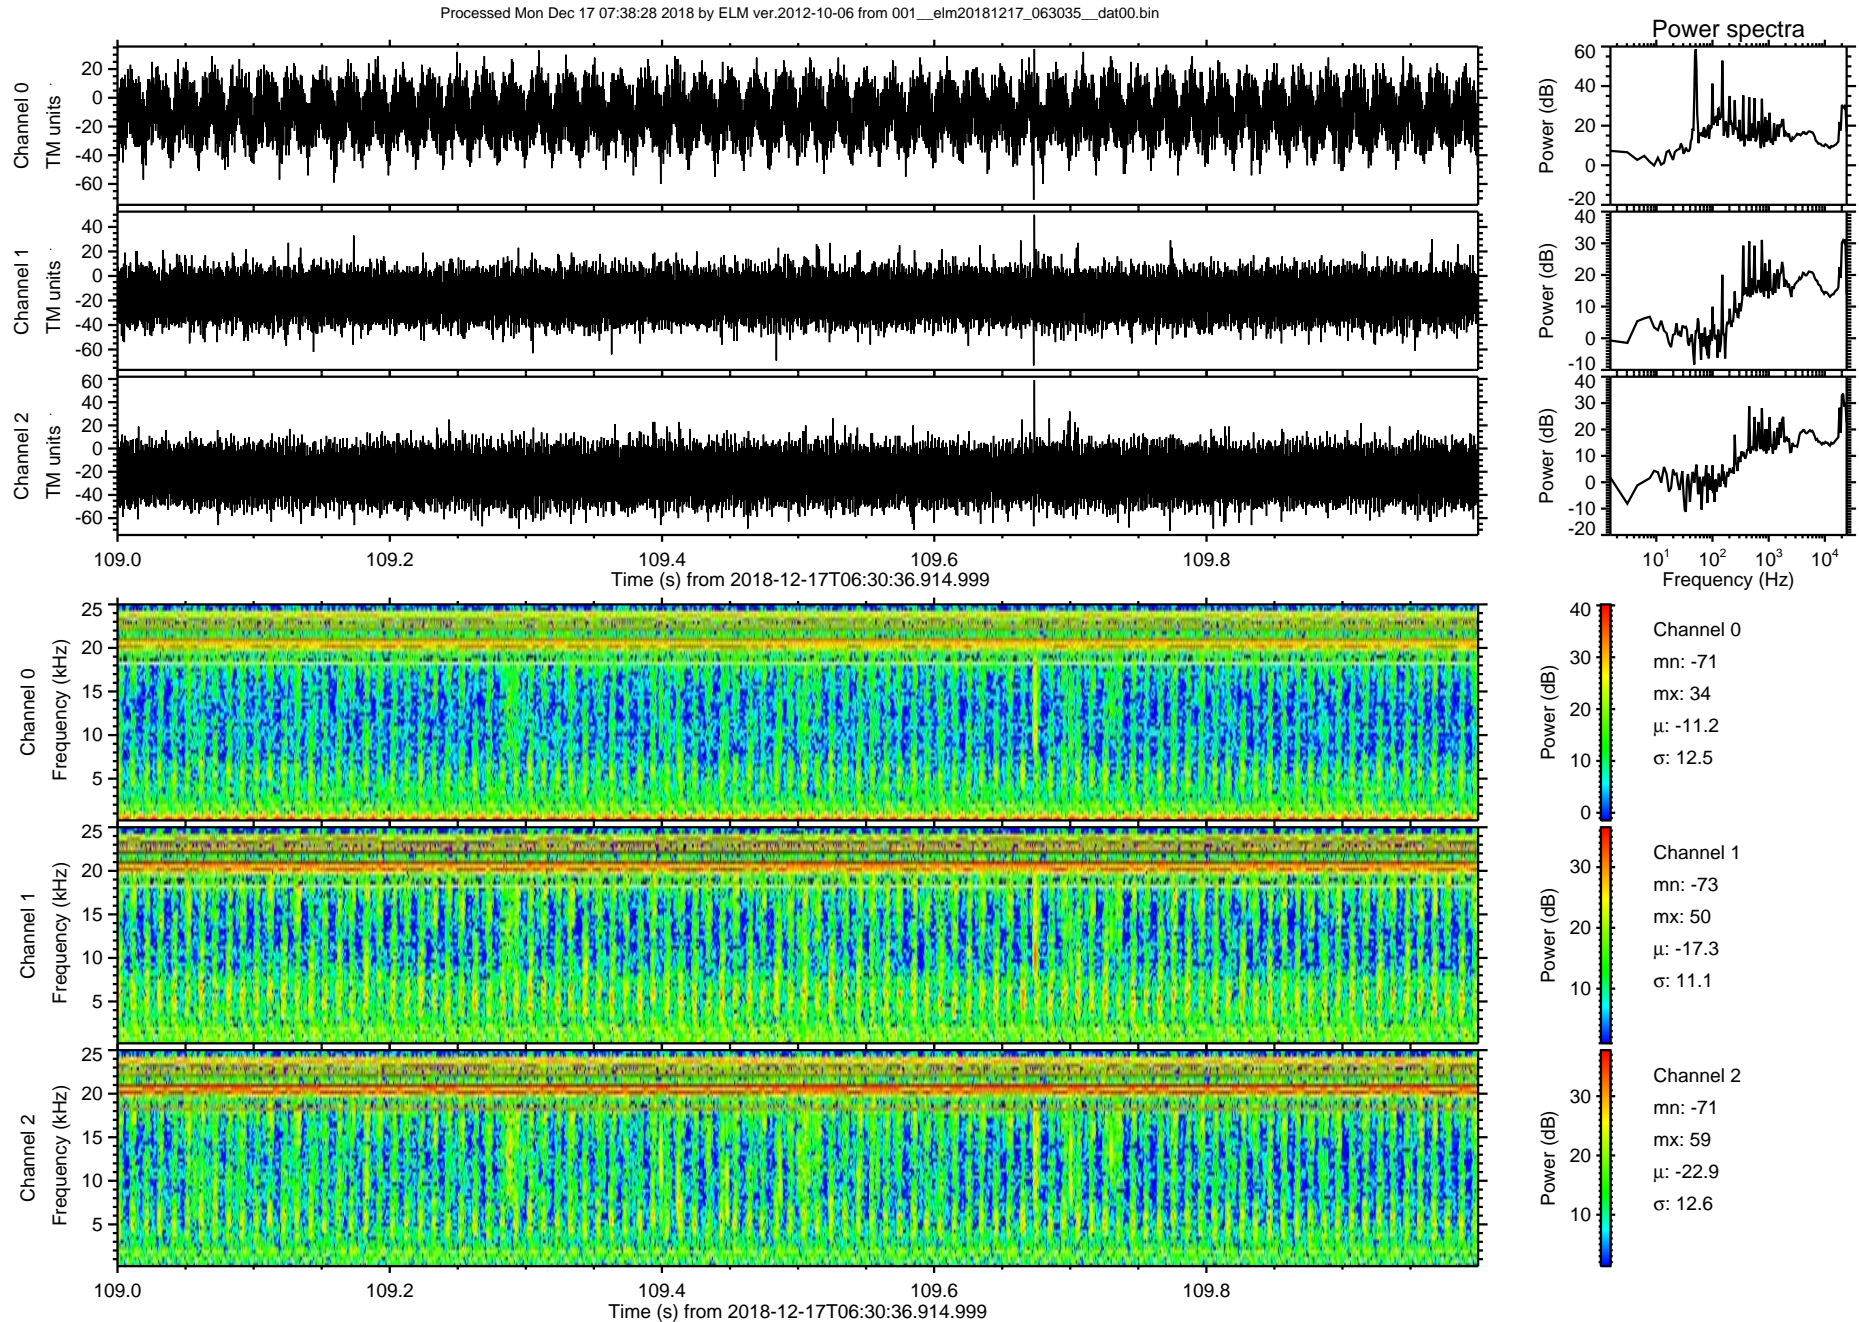 Processed Mon Dec 17 07:38:28 2018 by ELM ver.2012-10-06 from 001__elm20181217_063035__dat00.bin
Power spectra
Channel 0
TM units
20
0
-20
-40
-60
Power (dB)
60
40
20
0
-20
Channel 1
TM units
40
20
0
-20
-40
-60
Power (dB)
40
30
20
10
0
-10
Channel 2
TM units
60
40
20
0
-20
-40
-60
Power (dB)
40
30
20
10
0
-10
-20
109.0 109.2 109.4 109.6 109.8
Time (s) from 2018-12-17T06:30:36.914.999
10¹ 10² 10³ 10⁴
Frequency (Hz)
Channel 0
Frequency (kHz)
25
20
15
10
5
Power (dB)
40
30
20
10
0
Channel 0
mn: -71
mx: 34
μ: -11.2
σ: 12.5
Channel 1
Frequency (kHz)
25
20
15
10
5
Power (dB)
30
20
10
Channel 1
mn: -73
mx: 50
μ: -17.3
σ: 11.1
Channel 2
Frequency (kHz)
25
20
15
10
5
Power (dB)
30
20
10
Channel 2
mn: -71
mx: 59
μ: -22.9
σ: 12.6
109.0 109.2 109.4 109.6 109.8
Time (s) from 2018-12-17T06:30:36.914.999